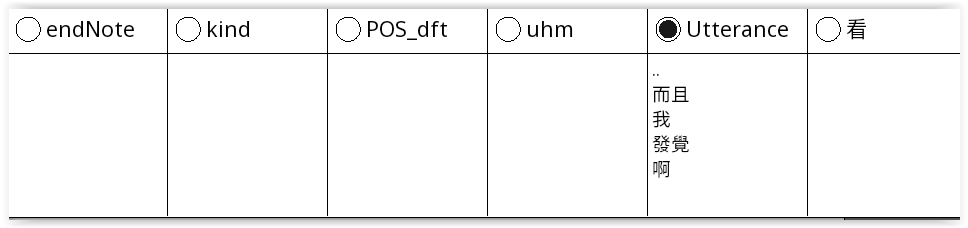 endNote kind POS_dft uhm Utterance 看
..
而且
我
發覺
啊